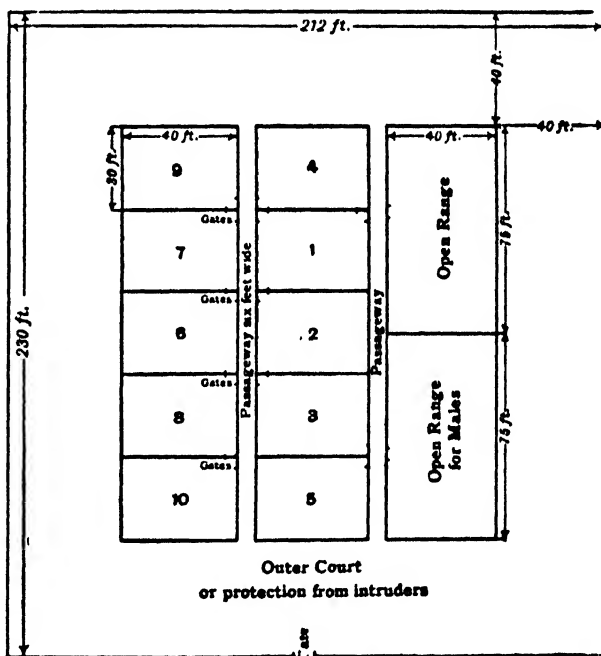 212 ft.
40 ft.
40 ft.
40 ft.
40 ft.
30 ft.
9
4
Gates
7
1
Gates
6
2
Gates
8
3
Gates
10
5
Passageway six feet wide
Passageway
Open Range
75 ft.
Open Range
for Males
75 ft.
230 ft.
Outer Court
or protection from intruders